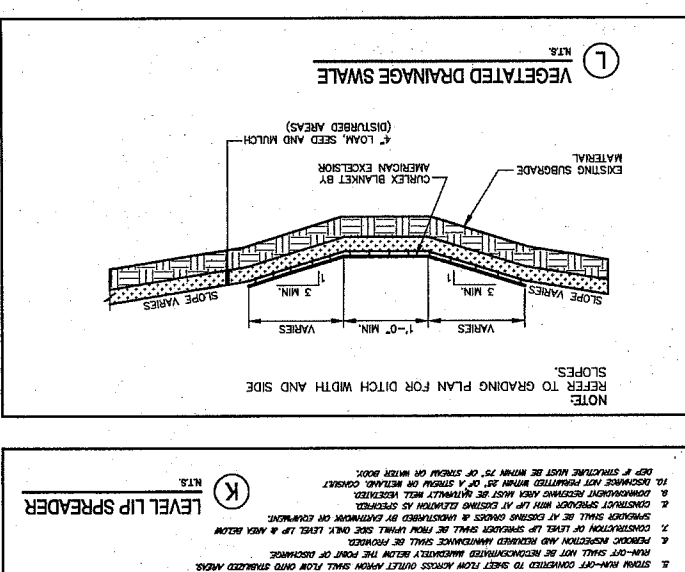 5. STORM RUN-OFF CONVERTED TO SHEET FLOW ACROSS OUTLET APRON SHALL FLOW ONTO STABILIZED AREAS.
RUN-OFF SHALL NOT BE RECONCENTRATED IMMEDIATELY BELOW THE POINT OF DISCHARGE
6. PERIODIC INSPECTION AND REQUIRED MAINTENANCE SHALL BE PROVIDED.
7. CONSTRUCTION OF LEVEL LIP SPREADER SHALL BE FROM UPHILL SIDE ONLY. LEVEL LIP & AREA BELOW
SPREADER SHALL BE AT EXISTING GRADES & UNDISTURBED BY EARTHWORK OR EQUIPMENT.
8. CONSTRUCT SPREADER WITH LIP AT EXISTING ELEVATION AS SPECIFIED.
9. DOWNGRADIENT RECEIVING AREA MUST BE NATURALLY WELL VEGETATED.
10. DISCHARGE NOT PERMITTED WITHIN 25' OF A STREAM OR WETLAND. CONSULT
DEP IF STRUCTURE MUST BE WITHIN 75' OF STREAM OR WATER BODY.
K
LEVEL LIP SPREADER
N.T.S.
NOTE:
REFER TO GRADING PLAN FOR DITCH WIDTH AND SIDE
SLOPES.
VARIES
1'-0" MIN.
VARIES
SLOPE VARIES
3 MIN.
1
3 MIN.
1
SLOPE VARIES
EXISTING SUBGRADE
MATERIAL
CURLEX BLANKET BY
AMERICAN EXCELSIOR
4" LOAM, SEED AND MULCH
(DISTURBED AREAS)
L
VEGETATED DRAINAGE SWALE
N.T.S.